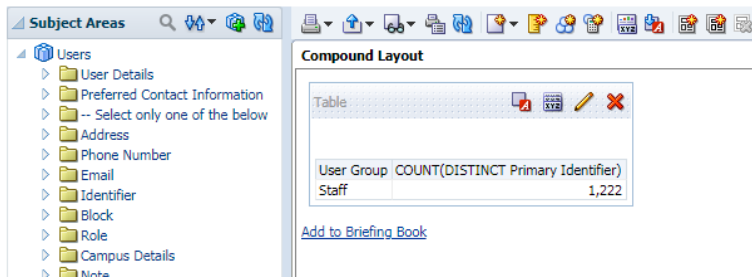 Subject Areas
Users
User Details
Preferred Contact Information
-- Select only one of the below
Address
Phone Number
Email
Identifier
Block
Role
Campus Details
Note
Compound Layout
Table
User Group COUNT(DISTINCT Primary Identifier)
Staff 1,222
Add to Briefing Book